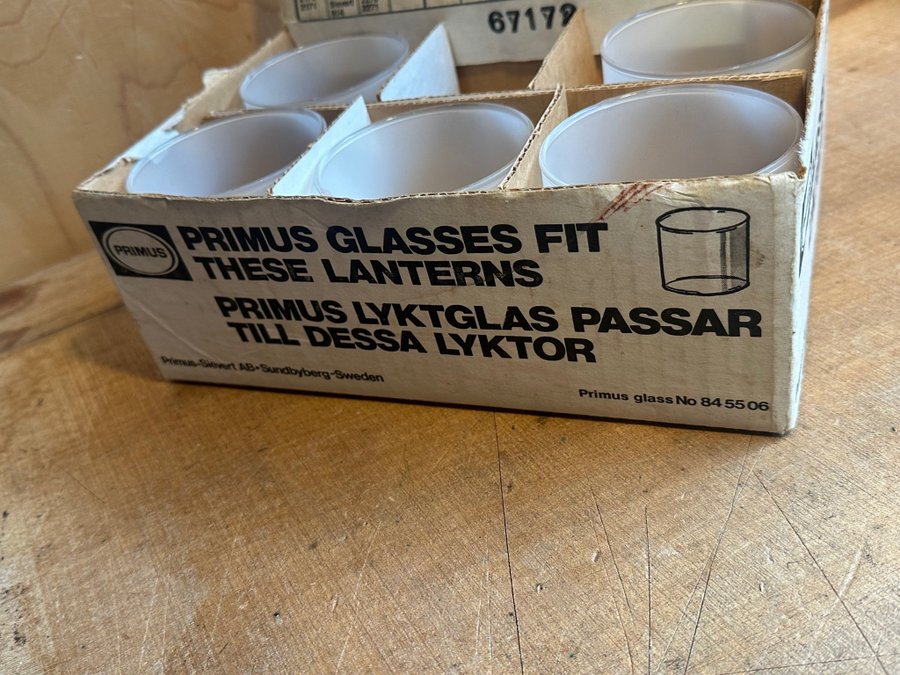 67172
PRIMUS
PRIMUS GLASSES FIT
THESE LANTERNS
PRIMUS LYKTGLAS PASSAR
TILL DESSA LYKTOR
Primus-Sievert AB•Sundbyberg-Sweden
Primus glass No 84 55 06